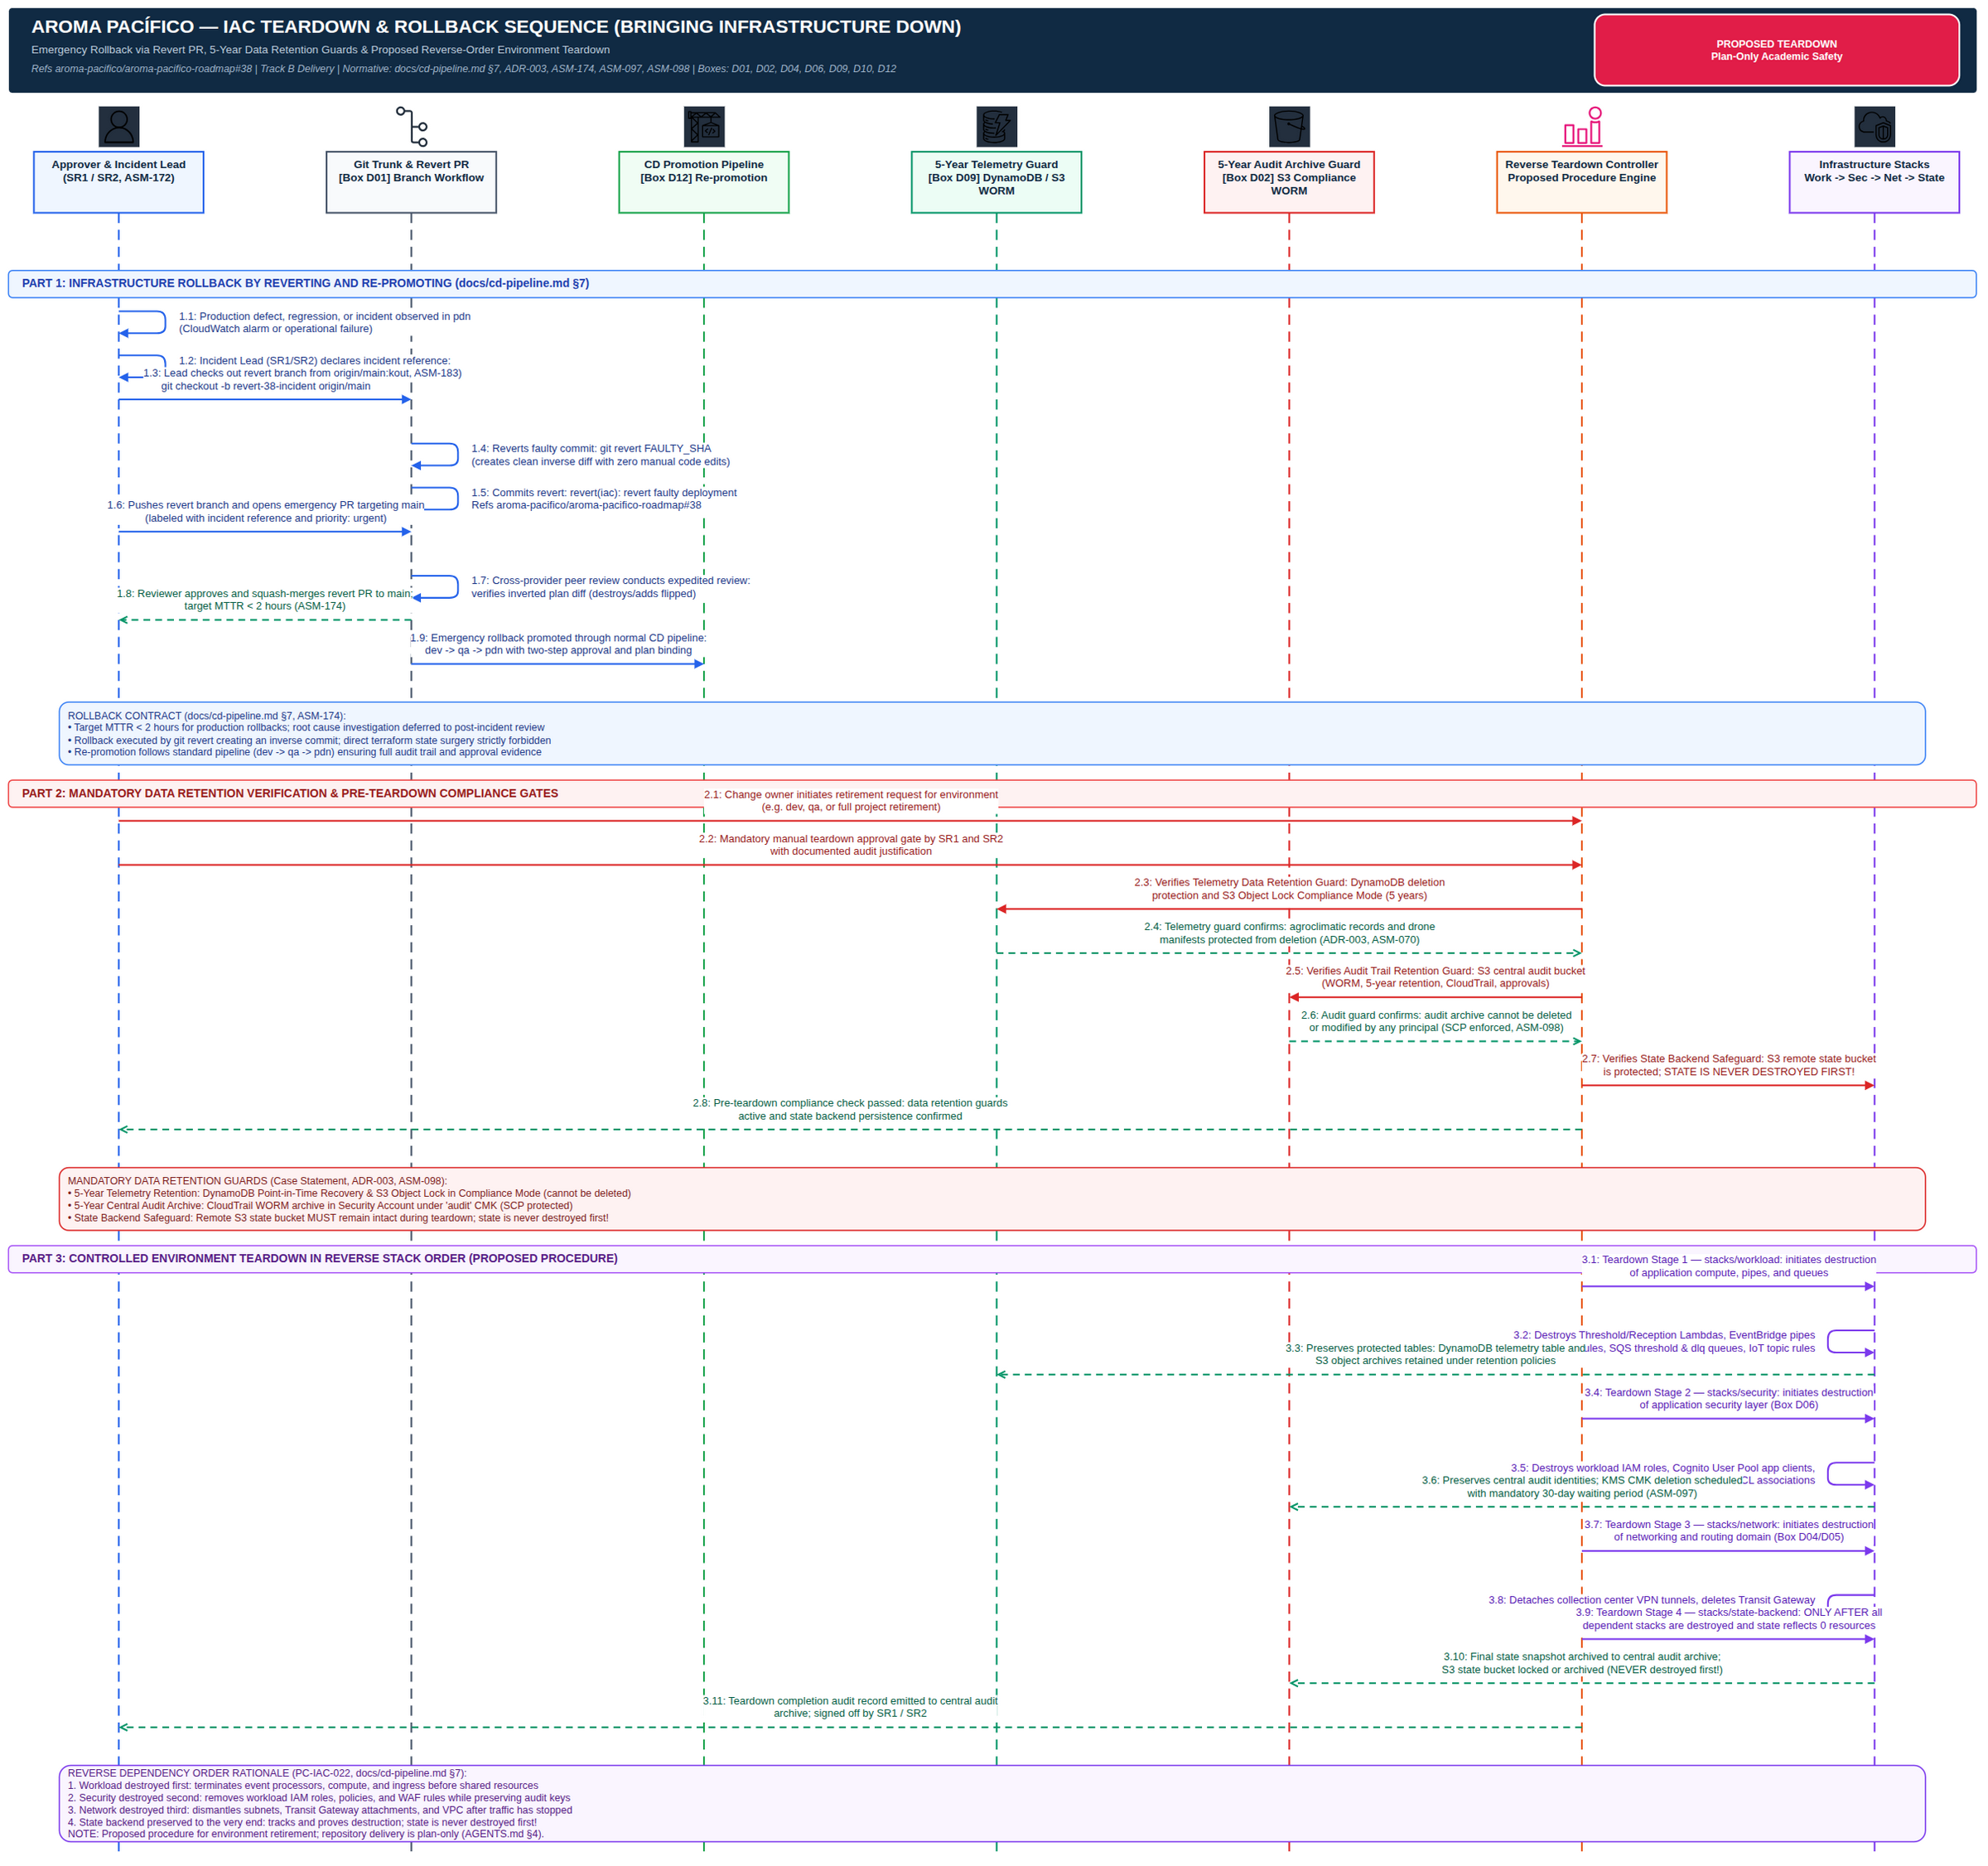 AROMA PACÍFICO — IAC TEARDOWN & ROLLBACK SEQUENCE (BRINGING INFRASTRUCTURE DOWN)
Emergency Rollback via Revert PR, 5-Year Data Retention Guards & Proposed Reverse-Order Environment Teardown
Refs aroma-pacifico/aroma-pacifico-roadmap#38 | Track B Delivery | Normative: docs/cd-pipeline.md §7, ADR-003, ASM-174, ASM-097, ASM-098 | Boxes: D01, D02, D04, D06, D09, D10, D12
PROPOSED TEARDOWN
Plan-Only Academic Safety
Approver & Incident Lead
(SR1 / SR2, ASM-172)
Git Trunk & Revert PR
[Box D01] Branch Workflow
CD Promotion Pipeline
[Box D12] Re-promotion
5-Year Telemetry Guard
[Box D09] DynamoDB / S3
WORM
5-Year Audit Archive Guard
[Box D02] S3 Compliance
WORM
Reverse Teardown Controller
Proposed Procedure Engine
Infrastructure Stacks
Work -> Sec -> Net -> State
PART 1: INFRASTRUCTURE ROLLBACK BY REVERTING AND RE-PROMOTING (docs/cd-pipeline.md §7)
1.1: Production defect, regression, or incident observed in pdn
(CloudWatch alarm or operational failure)
1.2: Incident Lead (SR1/SR2) declares incident reference:
kout, ASM-183)
1.3: Lead checks out revert branch from origin/main:
git checkout -b revert-38-incident origin/main
1.4: Reverts faulty commit: git revert FAULTY_SHA
(creates clean inverse diff with zero manual code edits)
1.5: Commits revert: revert(iac): revert faulty deployment
Refs aroma-pacifico/aroma-pacifico-roadmap#38
1.6: Pushes revert branch and opens emergency PR targeting main
(labeled with incident reference and priority: urgent)
1.7: Cross-provider peer review conducts expedited review:
verifies inverted plan diff (destroys/adds flipped)
1.8: Reviewer approves and squash-merges revert PR to main:
target MTTR < 2 hours (ASM-174)
1.9: Emergency rollback promoted through normal CD pipeline:
dev -> qa -> pdn with two-step approval and plan binding
ROLLBACK CONTRACT (docs/cd-pipeline.md §7, ASM-174):
• Target MTTR < 2 hours for production rollbacks; root cause investigation deferred to post-incident review
• Rollback executed by git revert creating an inverse commit; direct terraform state surgery strictly forbidden
• Re-promotion follows standard pipeline (dev -> qa -> pdn) ensuring full audit trail and approval evidence
PART 2: MANDATORY DATA RETENTION VERIFICATION & PRE-TEARDOWN COMPLIANCE GATES
2.1: Change owner initiates retirement request for environment
(e.g. dev, qa, or full project retirement)
2.2: Mandatory manual teardown approval gate by SR1 and SR2
with documented audit justification
2.3: Verifies Telemetry Data Retention Guard: DynamoDB deletion
protection and S3 Object Lock Compliance Mode (5 years)
2.4: Telemetry guard confirms: agroclimatic records and drone
manifests protected from deletion (ADR-003, ASM-070)
2.5: Verifies Audit Trail Retention Guard: S3 central audit bucket
(WORM, 5-year retention, CloudTrail, approvals)
2.6: Audit guard confirms: audit archive cannot be deleted
or modified by any principal (SCP enforced, ASM-098)
2.7: Verifies State Backend Safeguard: S3 remote state bucket
is protected; STATE IS NEVER DESTROYED FIRST!
2.8: Pre-teardown compliance check passed: data retention guards
active and state backend persistence confirmed
MANDATORY DATA RETENTION GUARDS (Case Statement, ADR-003, ASM-098):
• 5-Year Telemetry Retention: DynamoDB Point-in-Time Recovery & S3 Object Lock in Compliance Mode (cannot be deleted)
• 5-Year Central Audit Archive: CloudTrail WORM archive in Security Account under 'audit' CMK (SCP protected)
• State Backend Safeguard: Remote S3 state bucket MUST remain intact during teardown; state is never destroyed first!
PART 3: CONTROLLED ENVIRONMENT TEARDOWN IN REVERSE STACK ORDER (PROPOSED PROCEDURE)
3.1: Teardown Stage 1 — stacks/workload: initiates destruction
of application compute, pipes, and queues
3.2: Destroys Threshold/Reception Lambdas, EventBridge pipes
ules, SQS threshold & dlq queues, IoT topic rules
3.3: Preserves protected tables: DynamoDB telemetry table and
S3 object archives retained under retention policies
3.4: Teardown Stage 2 — stacks/security: initiates destruction
of application security layer (Box D06)
3.5: Destroys workload IAM roles, Cognito User Pool app clients,
CL associations
3.6: Preserves central audit identities; KMS CMK deletion scheduled
with mandatory 30-day waiting period (ASM-097)
3.7: Teardown Stage 3 — stacks/network: initiates destruction
of networking and routing domain (Box D04/D05)
3.8: Detaches collection center VPN tunnels, deletes Transit Gateway
3.9: Teardown Stage 4 — stacks/state-backend: ONLY AFTER all
dependent stacks are destroyed and state reflects 0 resources
3.10: Final state snapshot archived to central audit archive;
S3 state bucket locked or archived (NEVER destroyed first!)
3.11: Teardown completion audit record emitted to central audit
archive; signed off by SR1 / SR2
REVERSE DEPENDENCY ORDER RATIONALE (PC-IAC-022, docs/cd-pipeline.md §7):
1. Workload destroyed first: terminates event processors, compute, and ingress before shared resources
2. Security destroyed second: removes workload IAM roles, policies, and WAF rules while preserving audit keys
3. Network destroyed third: dismantles subnets, Transit Gateway attachments, and VPC after traffic has stopped
4. State backend preserved to the very end: tracks and proves destruction; state is never destroyed first!
NOTE: Proposed procedure for environment retirement; repository delivery is plan-only (AGENTS.md §4).